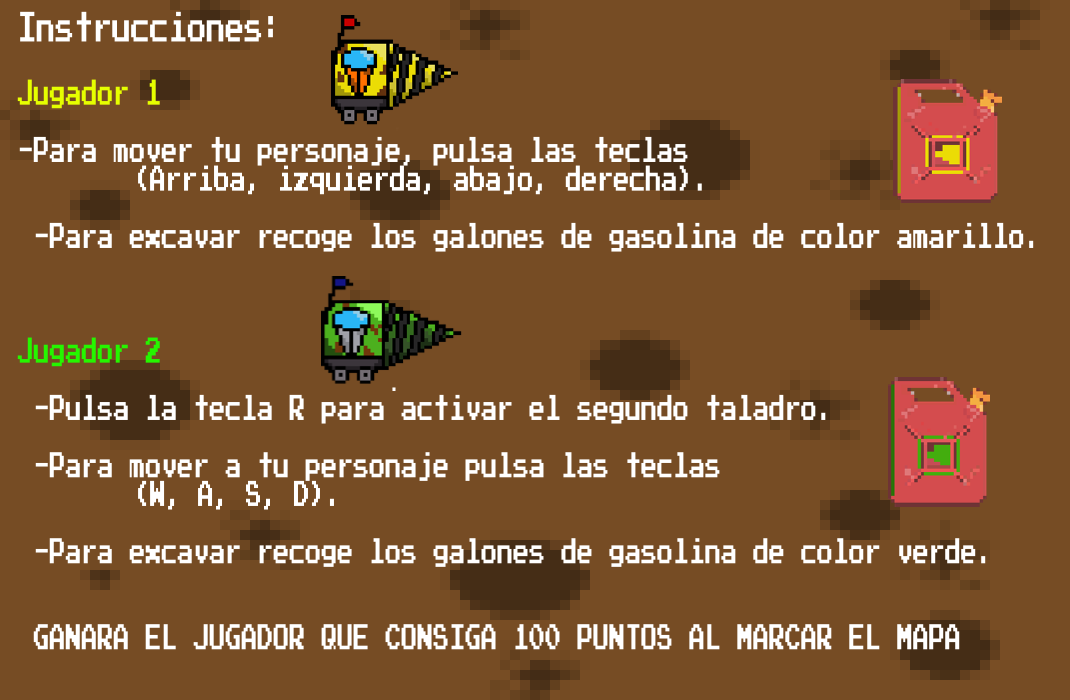 Instrucciones:
Jugador 1
-Para mover tu personaje, pulsa las teclas
(Arriba, izquierda, abajo, derecha).
-Para excavar recoge los galones de gasolina de color amarillo.
Jugador 2
-Pulsa la tecla R para activar el segundo taladro.
-Para mover a tu personaje pulsa las teclas
(W, A, S, D).
-Para excavar recoge los galones de gasolina de color verde.
GANARA EL JUGADOR QUE CONSIGA 100 PUNTOS AL MARCAR EL MAPA